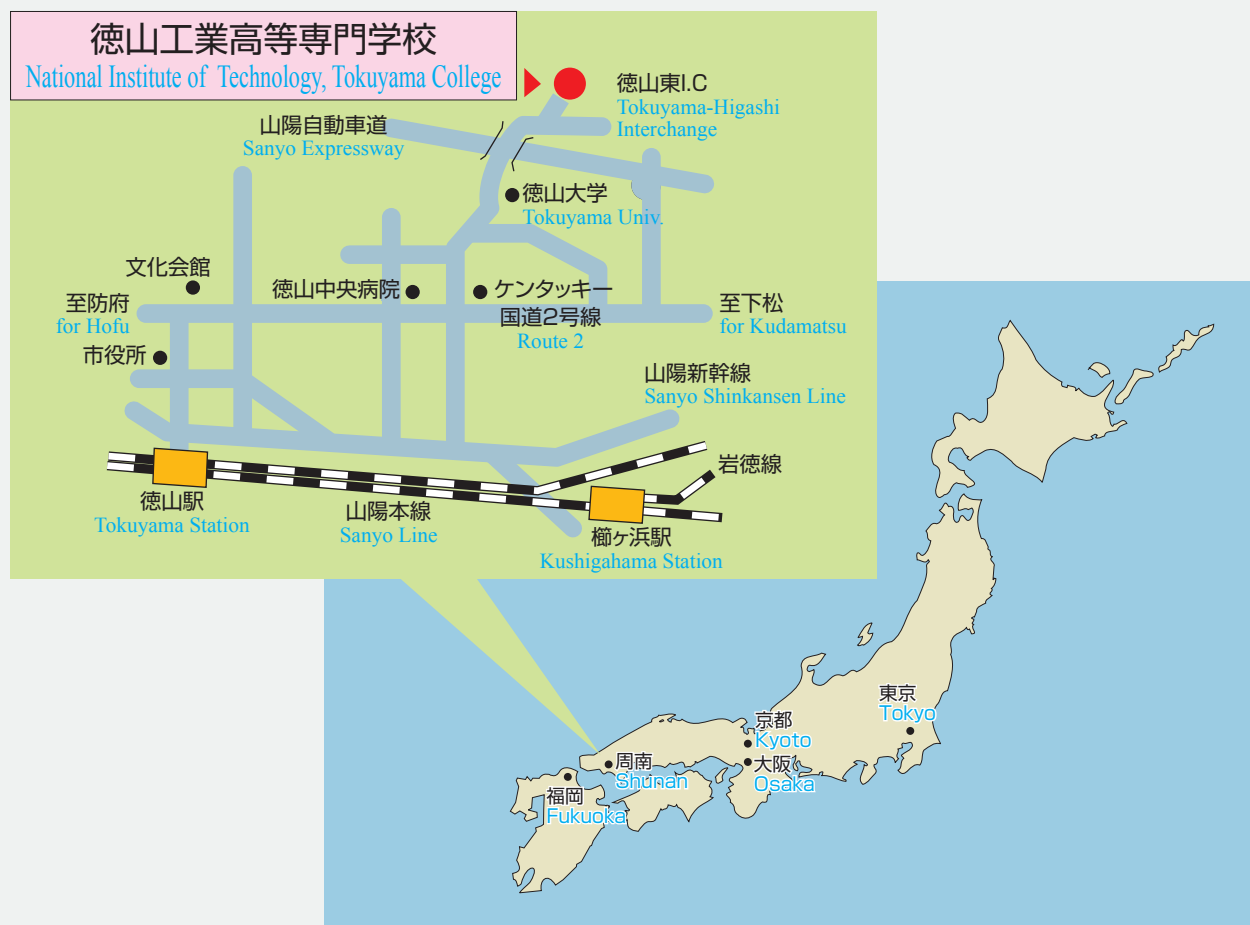 徳山工業高等専門学校
National Institute of Technology, Tokuyama College
徳山東I.C
Tokuyama-Higashi
Interchange
山陽自動車道
Sanyo Expressway
徳山大学
Tokuyama Univ.
文化会館
徳山中央病院
ケンタッキー
至防府
for Hofu
国道2号線
Route 2
至下松
for Kudamatsu
市役所
山陽新幹線
Sanyo Shinkansen Line
岩徳線
徳山駅
Tokuyama Station
山陽本線
Sanyo Line
櫛ヶ浜駅
Kushigahama Station
東京
Tokyo
京都
Kyoto
大阪
Osaka
周南
Shunan
福岡
Fukuoka